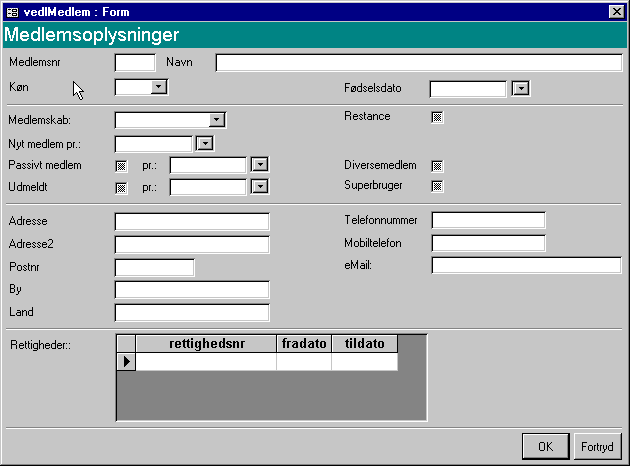 vedlMedlem : Form
Medlemsoplysninger
Medlemsnr Navn
Køn Fødselsdato
Medlemskab: Restance
Nyt medlem pr.:
Passivt medlem pr.: Diversemedlem
Udmeldt pr.: Superbruger
Adresse Telefonnummer
Adresse2 Mobiltelefon
Postnr eMail:
By
Land
Rettigheder:: rettighedsnr fradato tildato
OK Fortryd